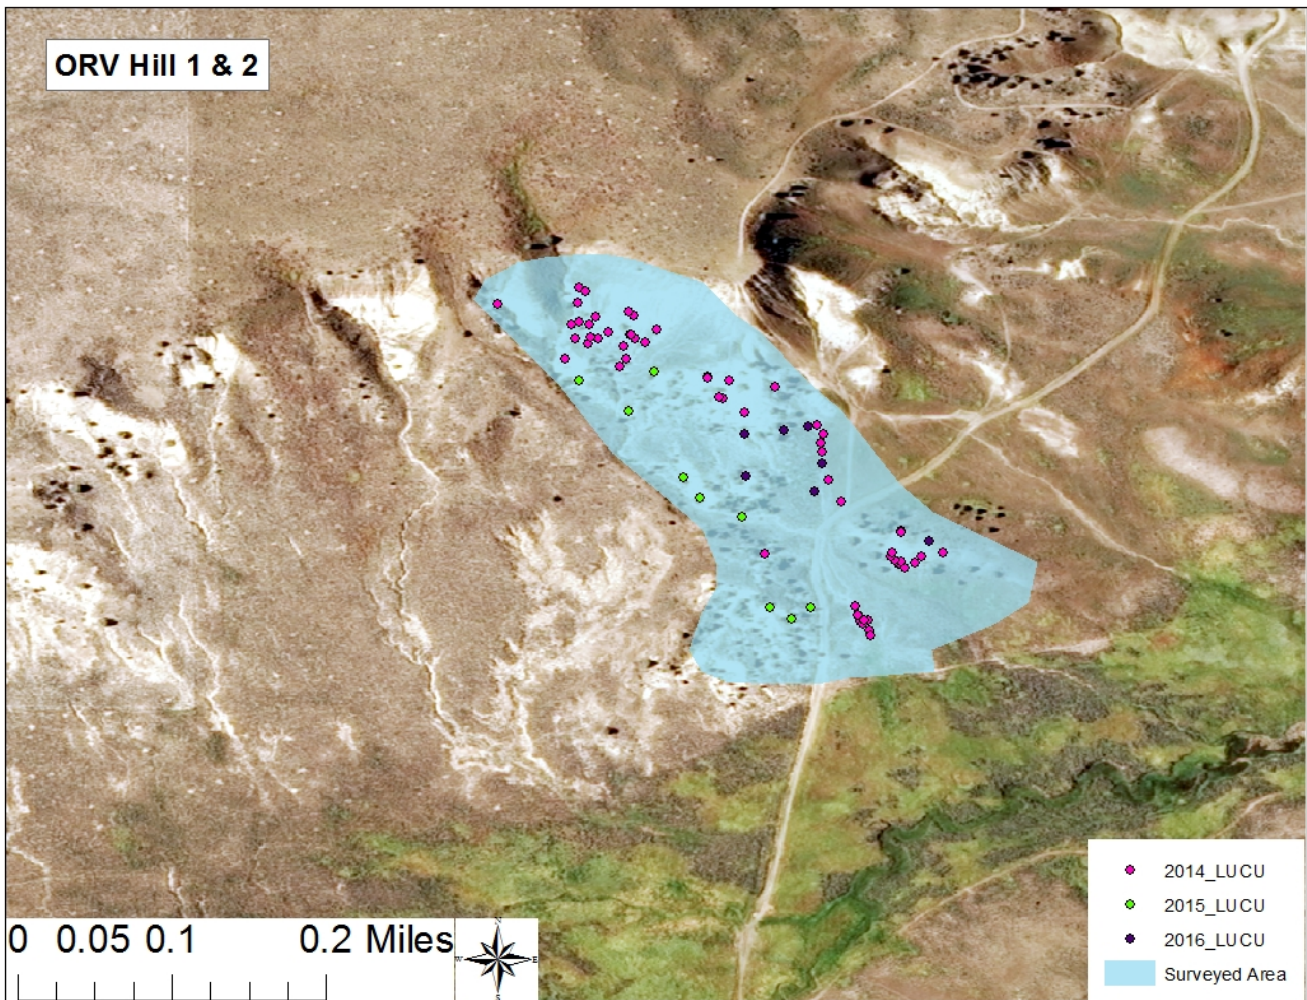 ORV Hill 1 & 2
2014_LUCU
2015_LUCU
2016_LUCU
Surveyed Area
0 0.05 0.1 0.2 Miles
N
W E
S